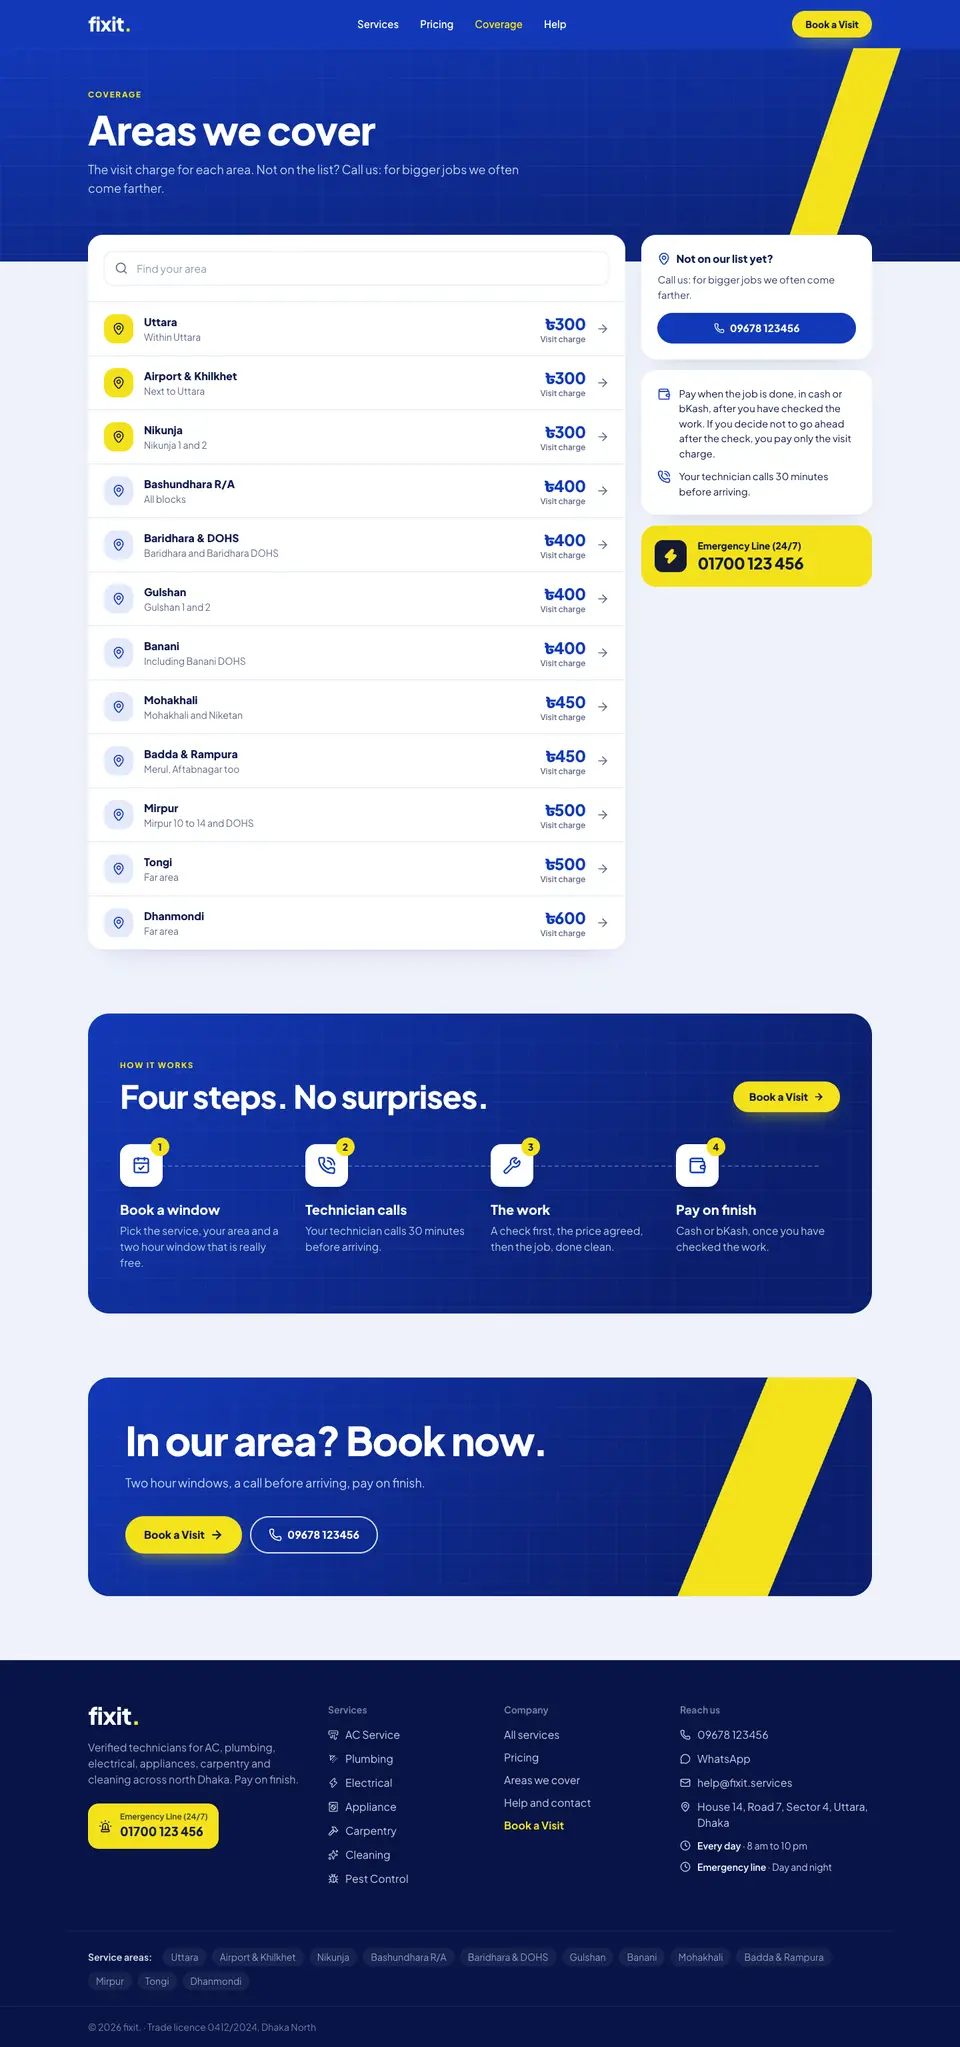 fixit.
Services
Pricing
Coverage
Help
Book a Visit
COVERAGE
Areas we cover
The visit charge for each area. Not on the list? Call us: for bigger jobs we often
come farther.
Find your area
Uttara
Within Uttara
৳300
Visit charge
Airport & Khilkhet
Next to Uttara
৳300
Visit charge
Nikunja
Nikunja 1 and 2
৳300
Visit charge
Bashundhara R/A
All blocks
৳400
Visit charge
Baridhara & DOHS
Baridhara and Baridhara DOHS
৳400
Visit charge
Gulshan
Gulshan 1 and 2
৳400
Visit charge
Banani
Including Banani DOHS
৳400
Visit charge
Mohakhali
Mohakhali and Niketan
৳450
Visit charge
Badda & Rampura
Merul, Aftabnagar too
৳450
Visit charge
Mirpur
Mirpur 10 to 14 and DOHS
৳500
Visit charge
Tongi
Far area
৳500
Visit charge
Dhanmondi
Far area
৳600
Visit charge
Not on our list yet?
Call us: for bigger jobs we often come
farther.
09678 123456
Pay when the job is done, in cash or
bKash, after you have checked the
work. If you decide not to go ahead
after the check, you pay only the visit
charge.
Your technician calls 30 minutes
before arriving.
Emergency Line (24/7)
01700 123 456
HOW IT WORKS
Four steps. No surprises.
Book a Visit
1
Book a window
Pick the service, your area and a
two hour window that is really
free.
2
Technician calls
Your technician calls 30 minutes
before arriving.
3
The work
A check first, the price agreed,
then the job, done clean.
4
Pay on finish
Cash or bKash, once you have
checked the work.
In our area? Book now.
Two hour windows, a call before arriving, pay on finish.
Book a Visit
09678 123456
fixit.
Verified technicians for AC, plumbing,
electrical, appliances, carpentry and
cleaning across north Dhaka. Pay on finish.
Emergency Line (24/7)
01700 123 456
Services
AC Service
Plumbing
Electrical
Appliance
Carpentry
Cleaning
Pest Control
Company
All services
Pricing
Areas we cover
Help and contact
Book a Visit
Reach us
09678 123456
WhatsApp
help@fixit.services
House 14, Road 7, Sector 4, Uttara,
Dhaka
Every day · 8 am to 10 pm
Emergency line · Day and night
Service areas:
Uttara
Airport & Khilkhet
Nikunja
Bashundhara R/A
Baridhara & DOHS
Gulshan
Banani
Mohakhali
Badda & Rampura
Mirpur
Tongi
Dhanmondi
© 2026 fixit. · Trade licence 0412/2024, Dhaka North